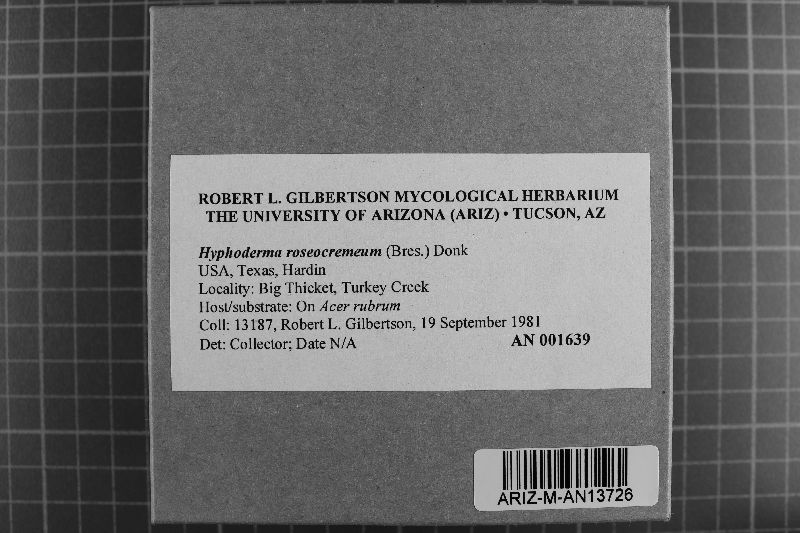 ROBERT L. GILBERTSON MYCOLOGICAL HERBARIUM
THE UNIVERSITY OF ARIZONA (ARIZ) • TUCSON, AZ
Hyphoderma roseocremeum (Bres.) Donk
USA, Texas, Hardin
Locality: Big Thicket, Turkey Creek
Host/substrate: On Acer rubrum
Coll: 13187, Robert L. Gilbertson, 19 September 1981
Det: Collector; Date N/A AN 001639
ARIZ-M-AN13726